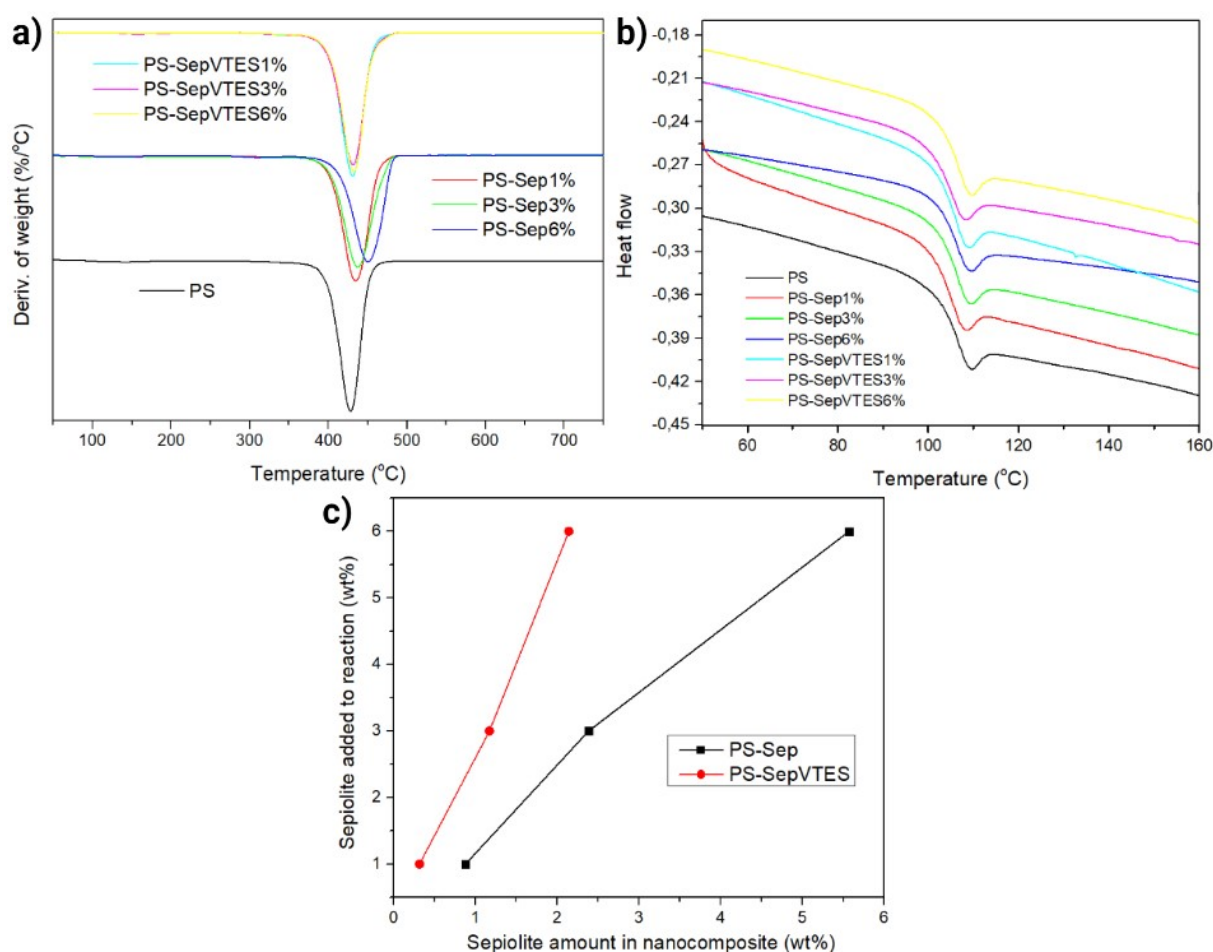 a)
PS-SepVTES1%
PS-SepVTES3%
PS-SepVTES6%
PS-Sep1%
PS-Sep3%
PS-Sep6%
PS
Deriv. of weight (%/°C)
100 200 300 400 500 600 700
Temperature (°C)
b)
-0,18
-0,21
-0,24
-0,27
-0,30
-0,33
-0,36
-0,39
-0,42
-0,45
Heat flow
PS
PS-Sep1%
PS-Sep3%
PS-Sep6%
PS-SepVTES1%
PS-SepVTES3%
PS-SepVTES6%
60 80 100 120 140 160
Temperature (°C)
c)
Sepiolite added to reaction (wt%)
6
5
3
2
1
PS-Sep
PS-SepVTES
0 1 2 3 4 5 6
Sepiolite amount in nanocomposite (wt%)